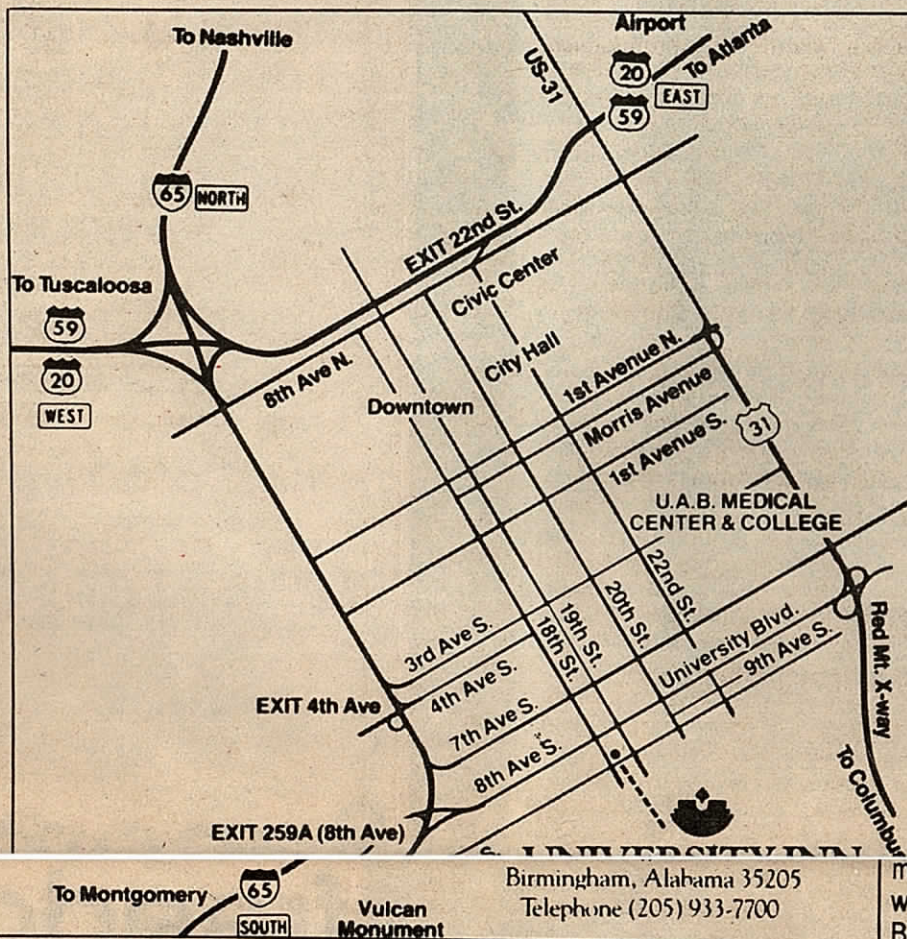 To Nashville
Airport
US-31
20
To Atlanta
EAST
59
65
NORTH
EXIT 22nd St.
To Tuscaloosa
59
20
WEST
Civic Center
City Hall
8th Ave N.
Downtown
1st Avenue N.
Morris Avenue
1st Avenue S.
31
U.A.B. MEDICAL
CENTER & COLLEGE
22nd St.
20th St.
19th St.
18th St.
3rd Ave S.
4th Ave S.
EXIT 4th Ave
7th Ave S.
University Blvd.
9th Ave S.
8th Ave S.
Red Mt. X-way
To Columbus
EXIT 259A (8th Ave)
S.
UNIVERSITY INN
To Montgomery
65
SOUTH
Vulcan
Monument
Birmingham, Alabama 35205
Telephone (205) 933-7700